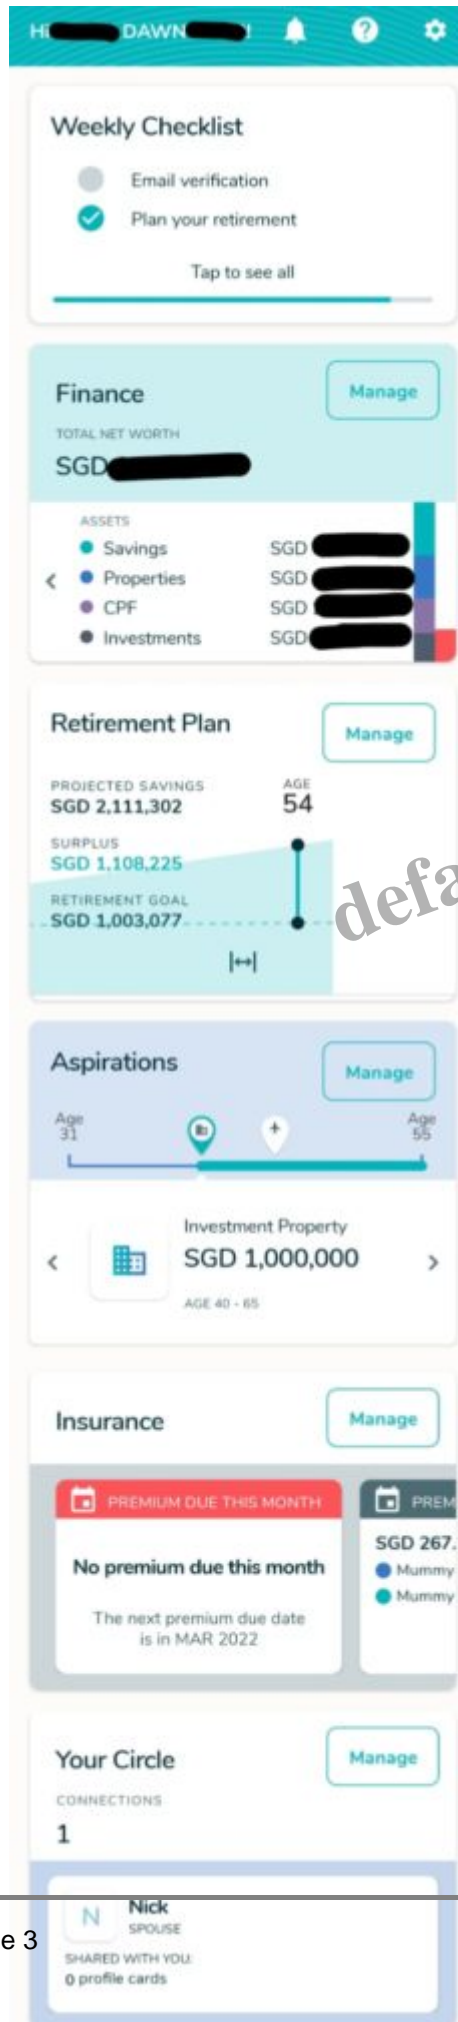 Hi DAWN !
Weekly Checklist
Email verification
Plan your retirement
Tap to see all
Finance
Manage
TOTAL NET WORTH
SGD
ASSETS
Savings SGD
Properties SGD
CPF SGD
Investments SGD
Retirement Plan
Manage
PROJECTED SAVINGS
SGD 2,111,302
AGE
54
SURPLUS
SGD 1,108,225
RETIREMENT GOAL
SGD 1,003,077
defa
Aspirations
Manage
Age
31
Age
55
Investment Property
SGD 1,000,000
AGE 40 - 65
Insurance
Manage
PREMIUM DUE THIS MONTH
No premium due this month
The next premium due date
is in MAR 2022
PREM
SGD 267.
Mummy
Mummy
Your Circle
Manage
CONNECTIONS
1
N
Nick
SPOUSE
SHARED WITH YOU:
0 profile cards
e 3